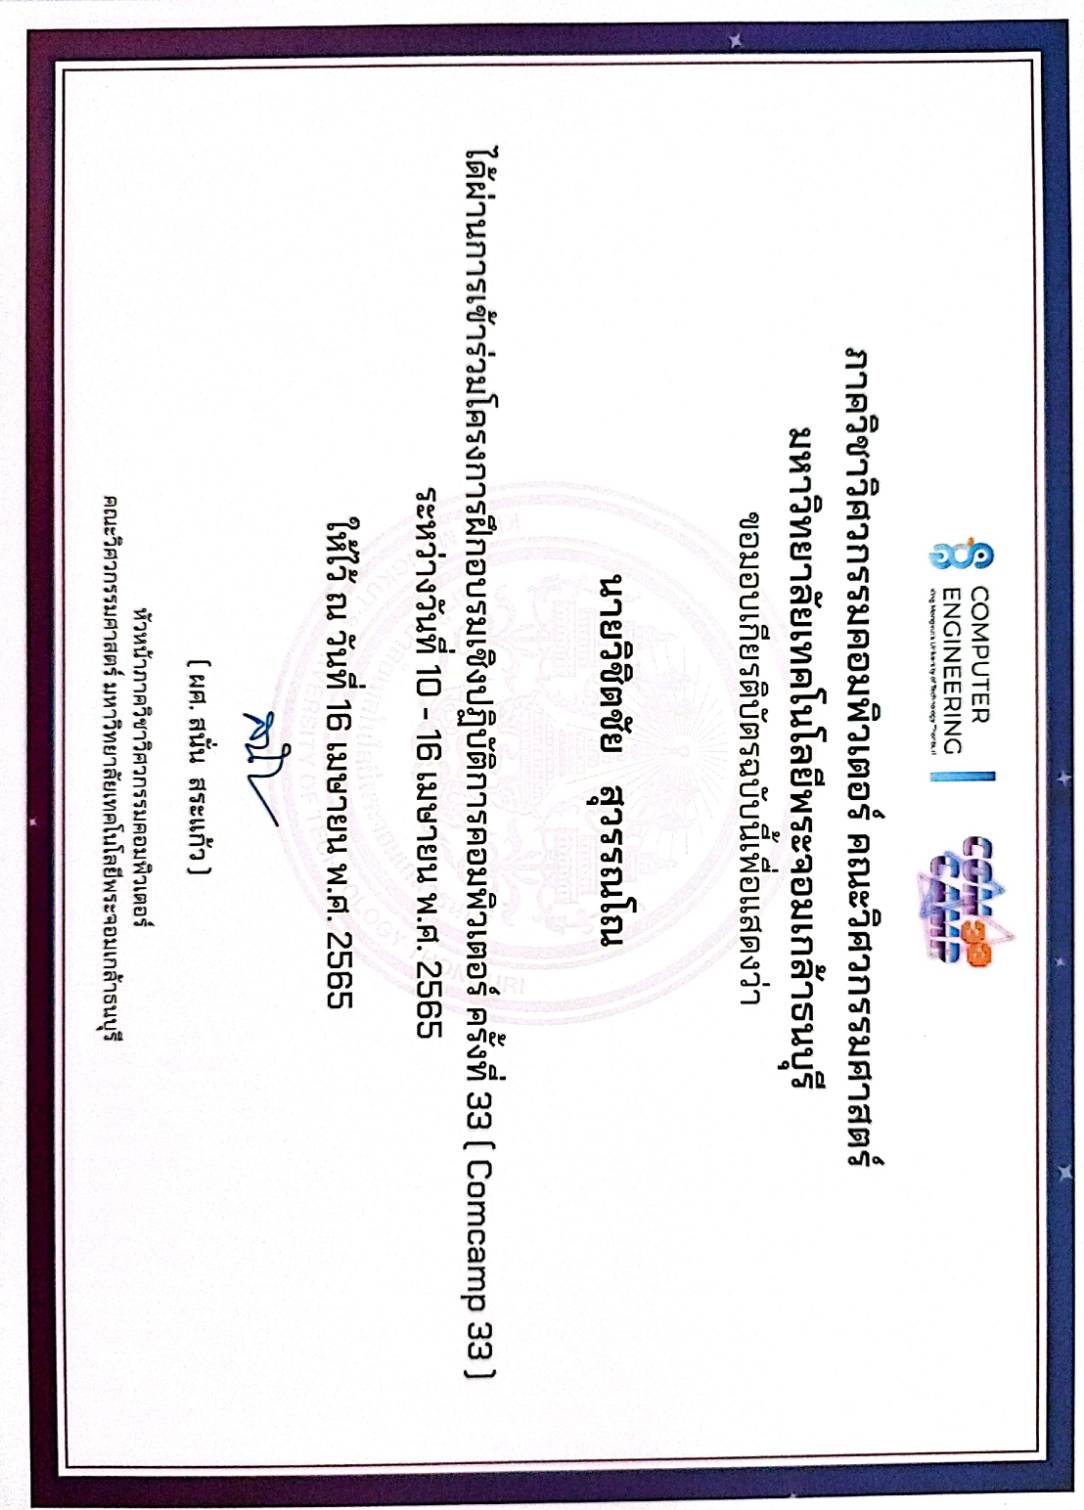 COMPUTER
ENGINEERING
King Mongkut's University of Technology Thonburi
COM 33
CAMP
ภาควิชาวิศวกรรมคอมพิวเตอร์ คณะวิศวกรรมศาสตร์
มหาวิทยาลัยเทคโนโลยีพระจอมเกล้าธนบุรี
ขอมอบเกียรติบัตรฉบับนี้เพื่อแสดงว่า
นายวิชิตชัย สุวรรณโณ
ได้ผ่านการเข้าร่วมโครงการฝึกอบรมเชิงปฏิบัติการคอมพิวเตอร์ ครั้งที่ 33 ( Comcamp 33 )
ระหว่างวันที่ 10 - 16 เมษายน พ.ศ. 2565
ให้ไว้ ณ วันที่ 16 เมษายน พ.ศ. 2565
( ผศ. สนั่น สระแก้ว )
หัวหน้าภาควิชาวิศวกรรมคอมพิวเตอร์
คณะวิศวกรรมศาสตร์ มหาวิทยาลัยเทคโนโลยีพระจอมเกล้าธนบุรี